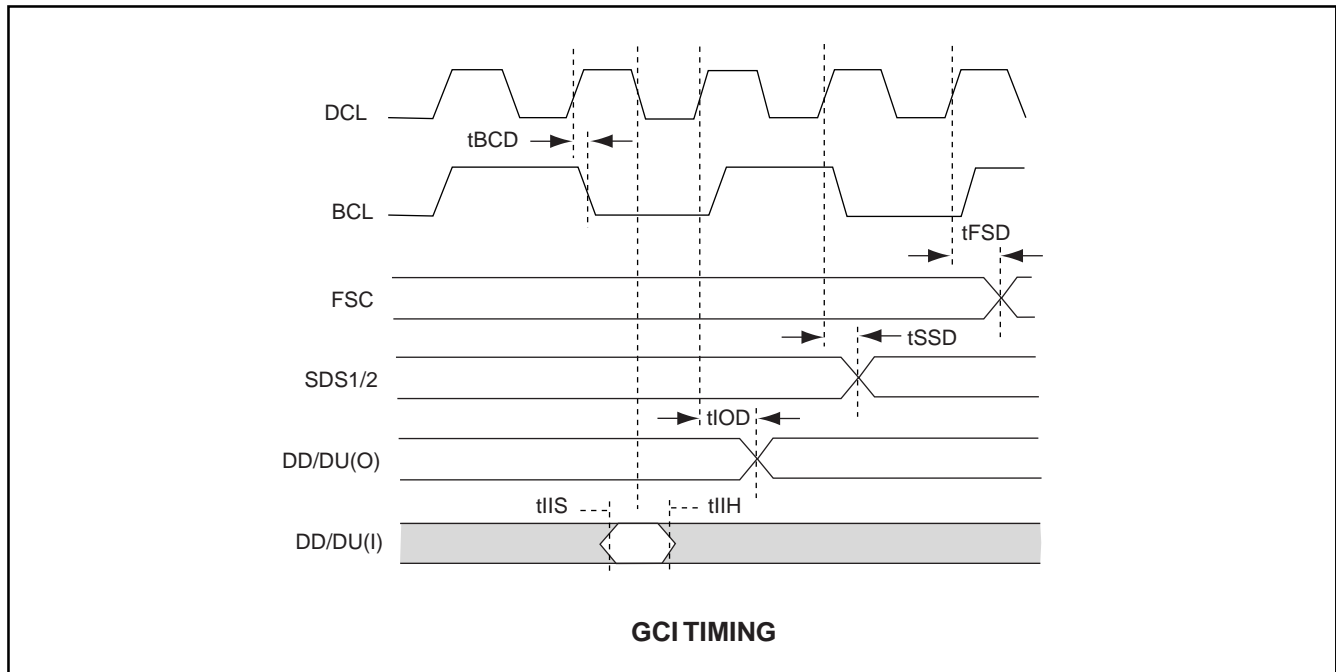 DCL
tBCD
BCL
tFSD
FSC
tSSD
SDS1/2
tIOD
DD/DU(O)
tIIS
tIIH
DD/DU(I)
GCI TIMING